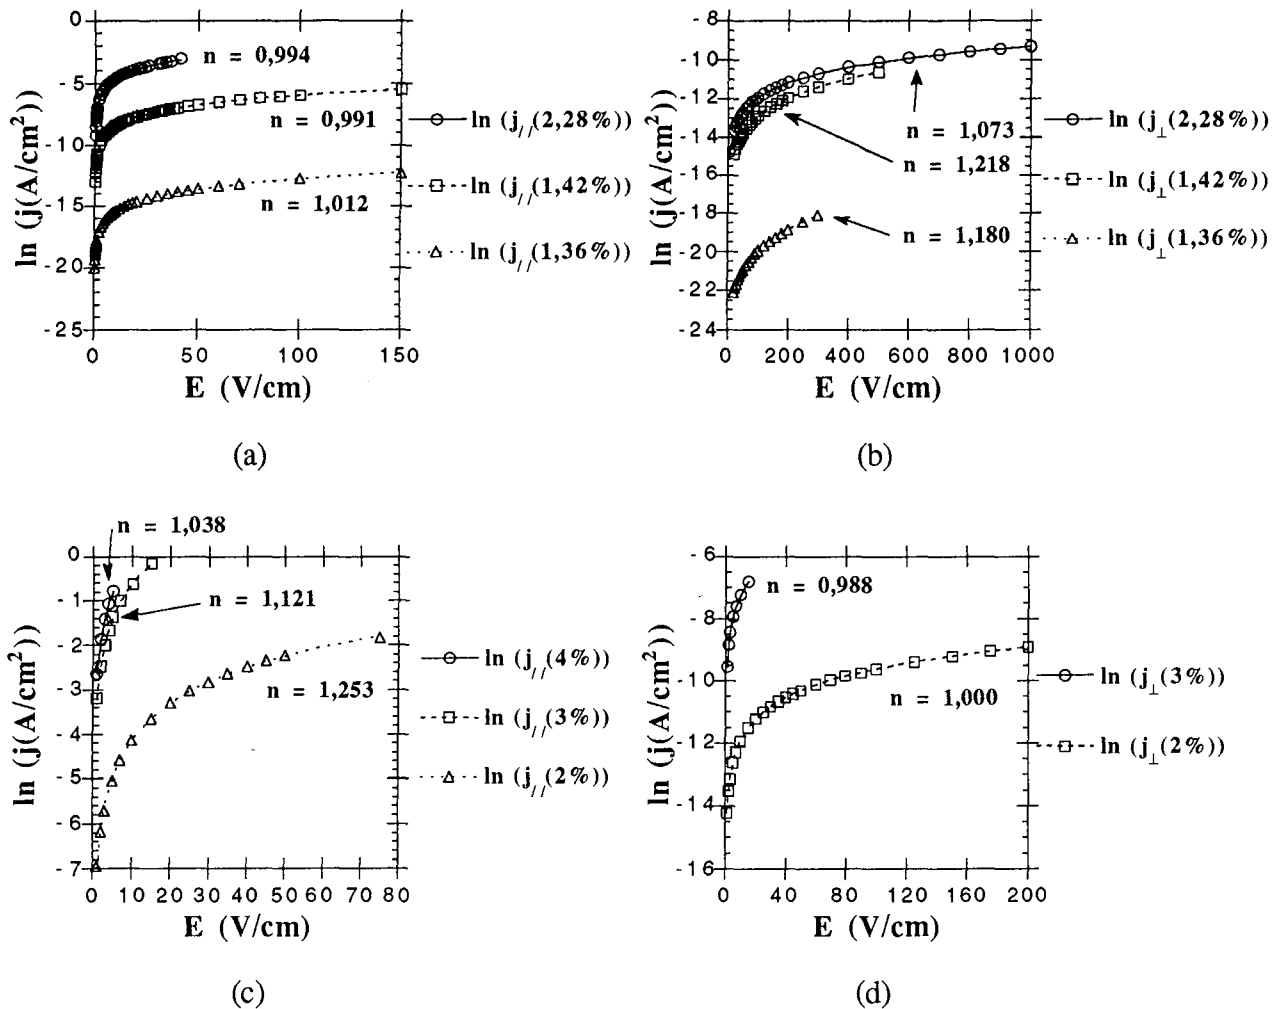 0
-5
-10
-15
-20
-25
0 50 100 150
ln (j(A/cm²))
E (V/cm)
n = 0,994
n = 0,991
n = 1,012
ln (j//(2,28%))
ln (j//(1,42%))
ln (j//(1,36%))
(a)
-8
-10
-12
-14
-16
-18
-20
-22
-24
0 200 400 600 800 1000
ln (j(A/cm²))
E (V/cm)
n = 1,073
n = 1,218
n = 1,180
ln (j⊥(2,28%))
ln (j⊥(1,42%))
ln (j⊥(1,36%))
(b)
n = 1,038
0
-1
-2
-3
-4
-5
-6
-7
0 10 20 30 40 50 60 70 80
ln (j(A/cm²))
E (V/cm)
n = 1,121
n = 1,253
ln (j//(4%))
ln (j//(3%))
ln (j//(2%))
(c)
-6
-8
-10
-12
-14
-16
0 40 80 120 160 200
ln (j(A/cm²))
E (V/cm)
n = 0,988
n = 1,000
ln (j⊥(3%))
ln (j⊥(2%))
(d)